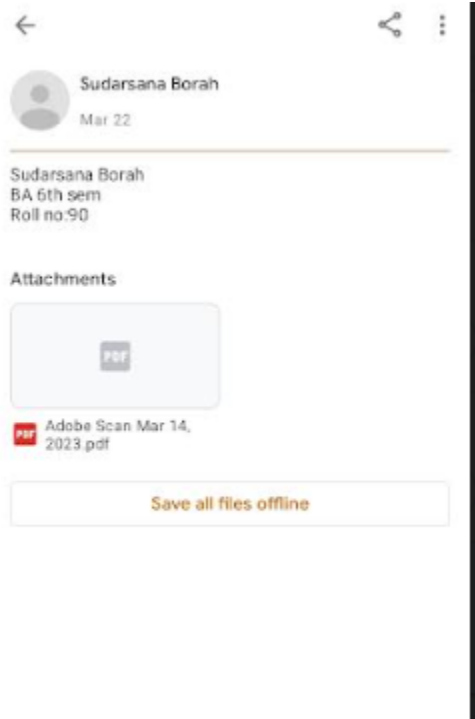 Sudarsana Borah
Mar 22
Sudarsana Borah
BA 6th sem
Roll no:90
Attachments
PDF
PDF
Adobe Scan Mar 14,
2023.pdf
Save all files offline